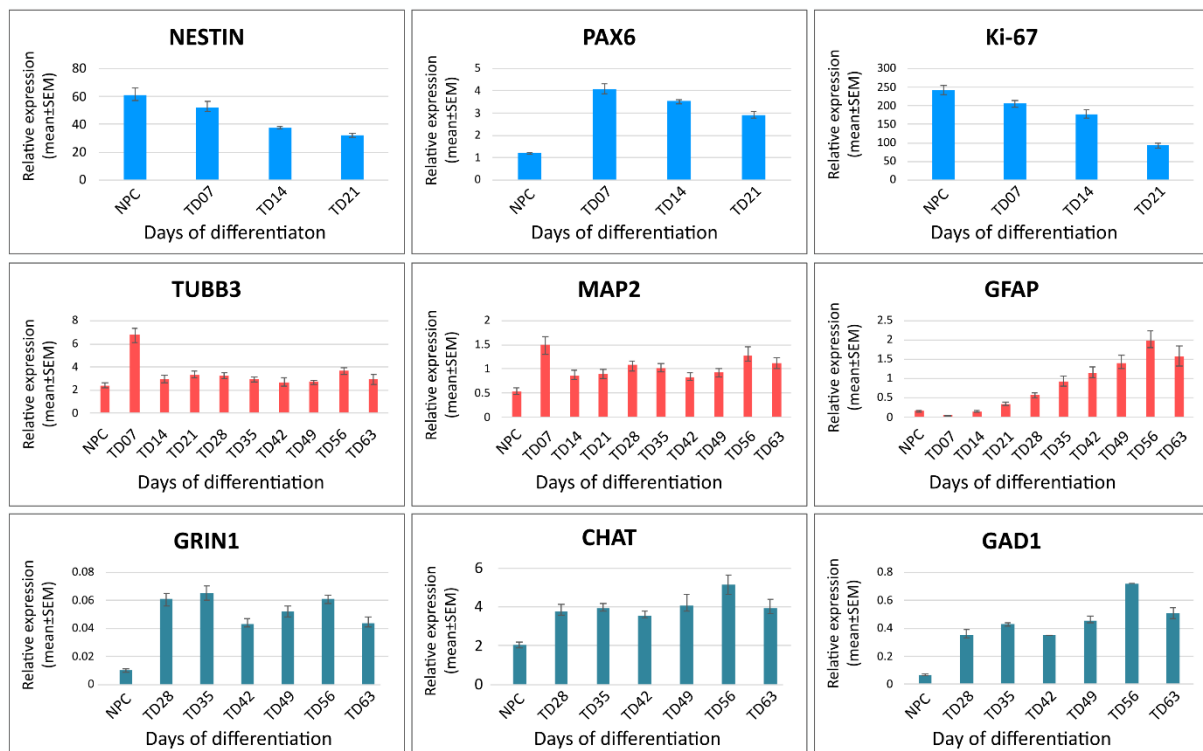 NESTIN
Relative expression
(mean±SEM)
80
60
40
20
0
NPC
TD07
TD14
TD21
Days of differentiaton
PAX6
Relative expression
(mean±SEM)
5
4
3
2
1
0
NPC
TD07
TD14
TD21
Days of differentiaton
Ki-67
Relative expression
(mean±SEM)
300
250
200
150
100
50
0
NPC
TD07
TD14
TD21
Days of differentiaton
TUBB3
Relative expression
(mean±SEM)
8
6
4
2
0
NPC
TD07
TD14
TD21
TD28
TD35
TD42
TD49
TD56
TD63
Days of differentiation
MAP2
Relative expression
(mean±SEM)
2
1.5
1
0.5
0
NPC
TD07
TD14
TD21
TD28
TD35
TD42
TD49
TD56
TD63
Days of differentiation
GFAP
Relative expression
(mean±SEM)
2.5
2
1.5
1
0.5
0
NPC
TD07
TD14
TD21
TD28
TD35
TD42
TD49
TD56
TD63
Days of differentiation
GRIN1
Relative expression
(mean±SEM)
0.08
0.06
0.04
0.02
0
NPC
TD28
TD35
TD42
TD49
TD56
TD63
Days of differentiation
CHAT
Relative expression
(mean±SEM)
6
4
2
0
NPC
TD28
TD35
TD42
TD49
TD56
TD63
Days of differentiation
GAD1
Relative expression
(mean±SEM)
0.8
0.6
0.4
0.2
0
NPC
TD28
TD35
TD42
TD49
TD56
TD63
Days of differentiation